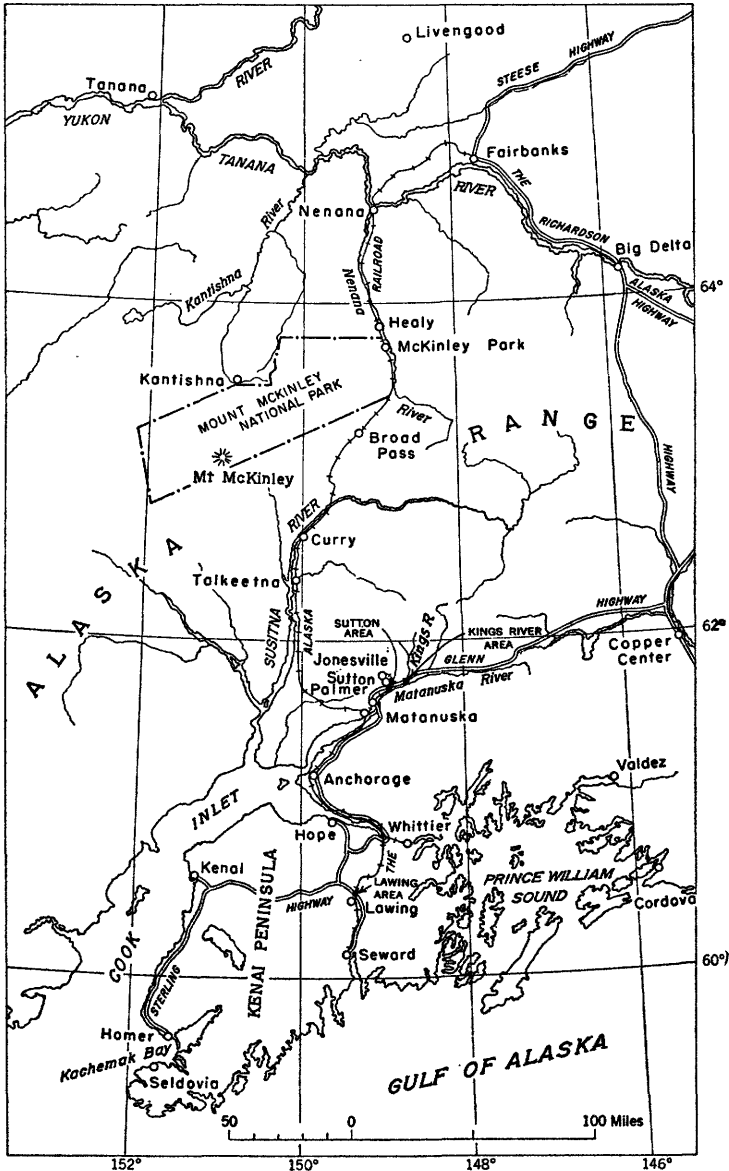 Livengood
STEESE HIGHWAY
Tanana
RIVER
YUKON
TANANA
Fairbanks
THE
RIVER
River
Nenana
RICHARDSON
Big Delta
RAILROAD
Kantishna
Nenana
ALASKA
HIGHWAY
64°
Healy
McKinley Park
Kantishna
MOUNT MCKINLEY
NATIONAL PARK
River
RANGE
Broad
Pass
Mt McKinley
HIGHWAY
RIVER
Curry
ALASKA
Talkeetna
HIGHWAY
SUTTON
AREA
Kings R
KINGS RIVER
AREA
62°
SUSITNA
ALASKA
Copper
Center
Jonesville
GLENN
Sutton
River
Palmer
Matanuska
Matanuska
Valdez
Anchorage
INLET
Hope
Whittier
THE
Kenai
PRINCE WILLIAM
SOUND
LAWING
AREA
HIGHWAY
Lawing
Cordova
KENAI PENINSULA
COOK
Seward
60°)
STERLING
Homer
Kachemak Bay
Seldovia
GULF OF ALASKA
50 0 100 Miles
152° 150° 148° 146°